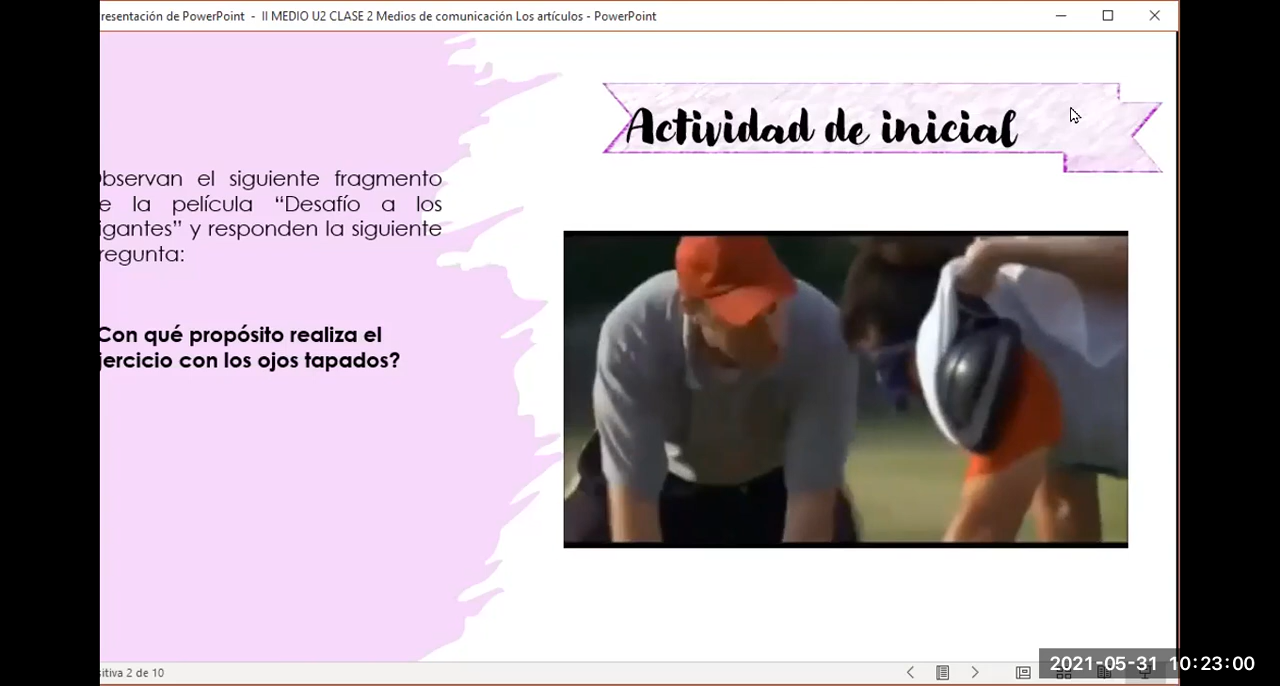 resentación de PowerPoint - II MEDIO U2 CLASE 2 Medios de comunicación Los artículos - PowerPoint
Actividad de inicial
bservan el siguiente fragmento
e la película “Desafío a los
igantes” y responden la siguiente
regunta:
Con qué propósito realiza el
jercicio con los ojos tapados?
sitiva 2 de 10
2021-05-31 10:23:00